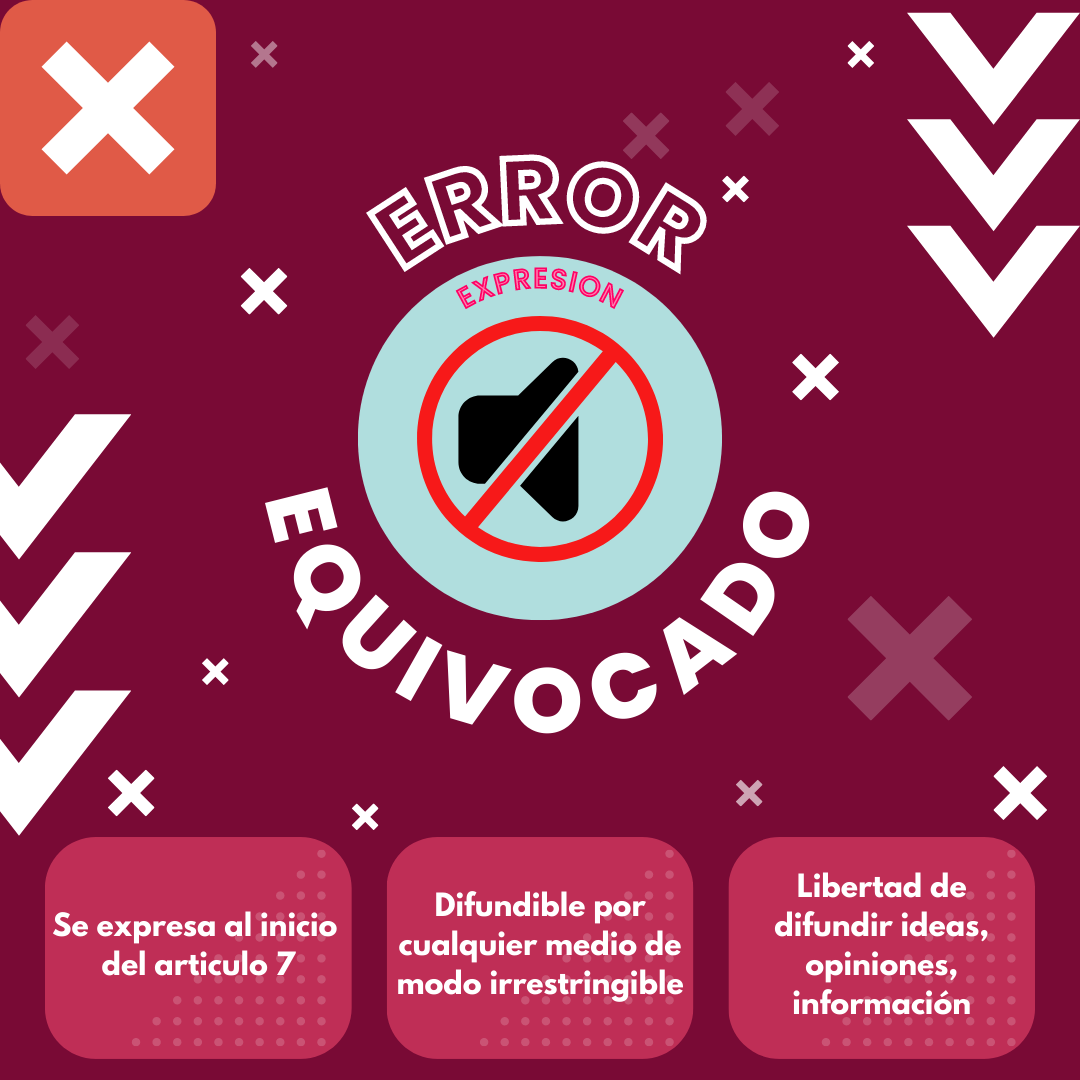 ERROR
EXPRESION
EQUIVOCADO
Se expresa al inicio
del articulo 7
Difundible por
cualquier medio de
modo irrestringible
Libertad de
difundir ideas,
opiniones,
información